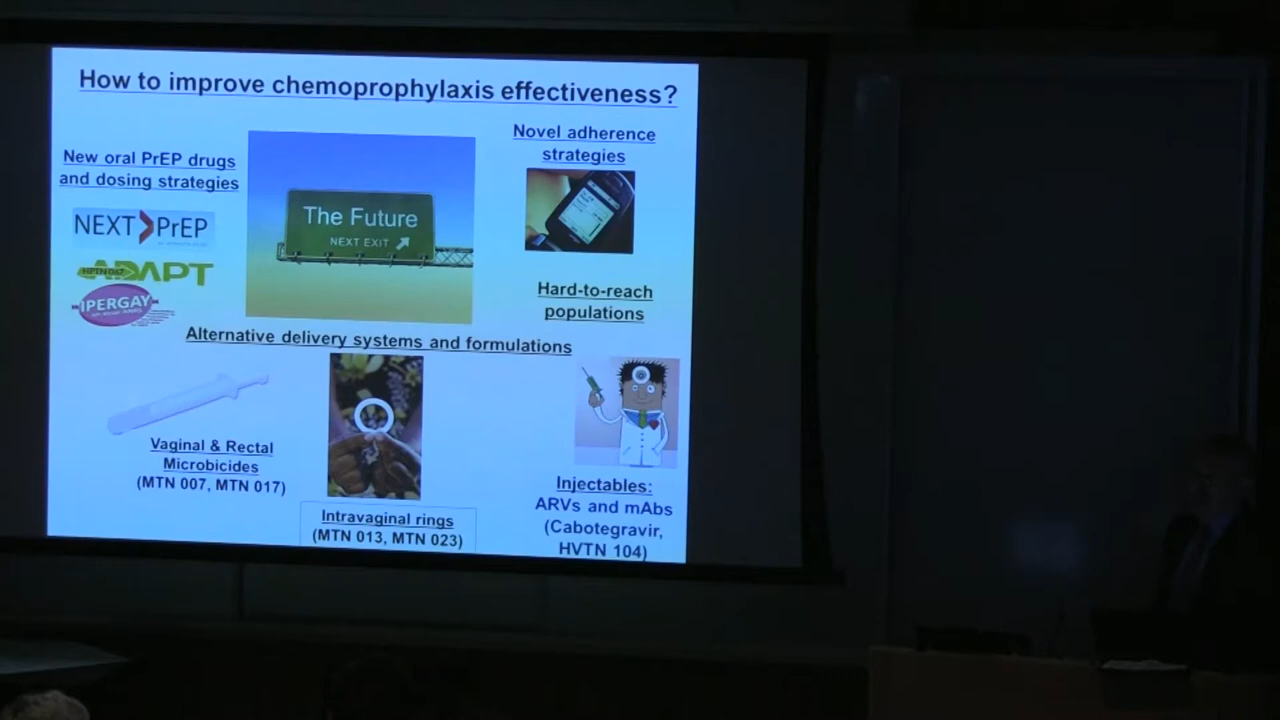 How to improve chemoprophylaxis effectiveness?
New oral PrEP drugs
and dosing strategies
NEXT PrEP
HPTN 067
ADAPT
IPERGAY
The Future
NEXT EXIT
Novel adherence
strategies
Hard-to-reach
populations
Alternative delivery systems and formulations
Vaginal & Rectal
Microbicides
(MTN 007, MTN 017)
Intravaginal rings
(MTN 013, MTN 023)
Injectables:
ARVs and mAbs
(Cabotegravir,
HVTN 104)